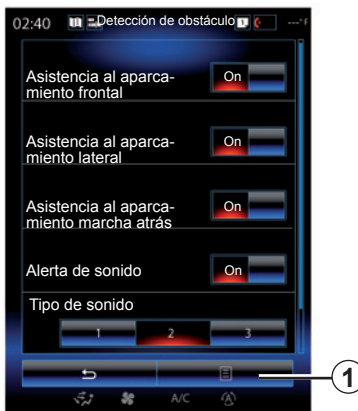 02:40 Detección de obstáculo ---°F
Asistencia al aparca-
miento frontal
On
Asistencia al aparca-
miento lateral
On
Asistencia al aparca-
miento marcha atrás
On
Alerta de sonido
On
Tipo de sonido
1 2 3
1
A/C